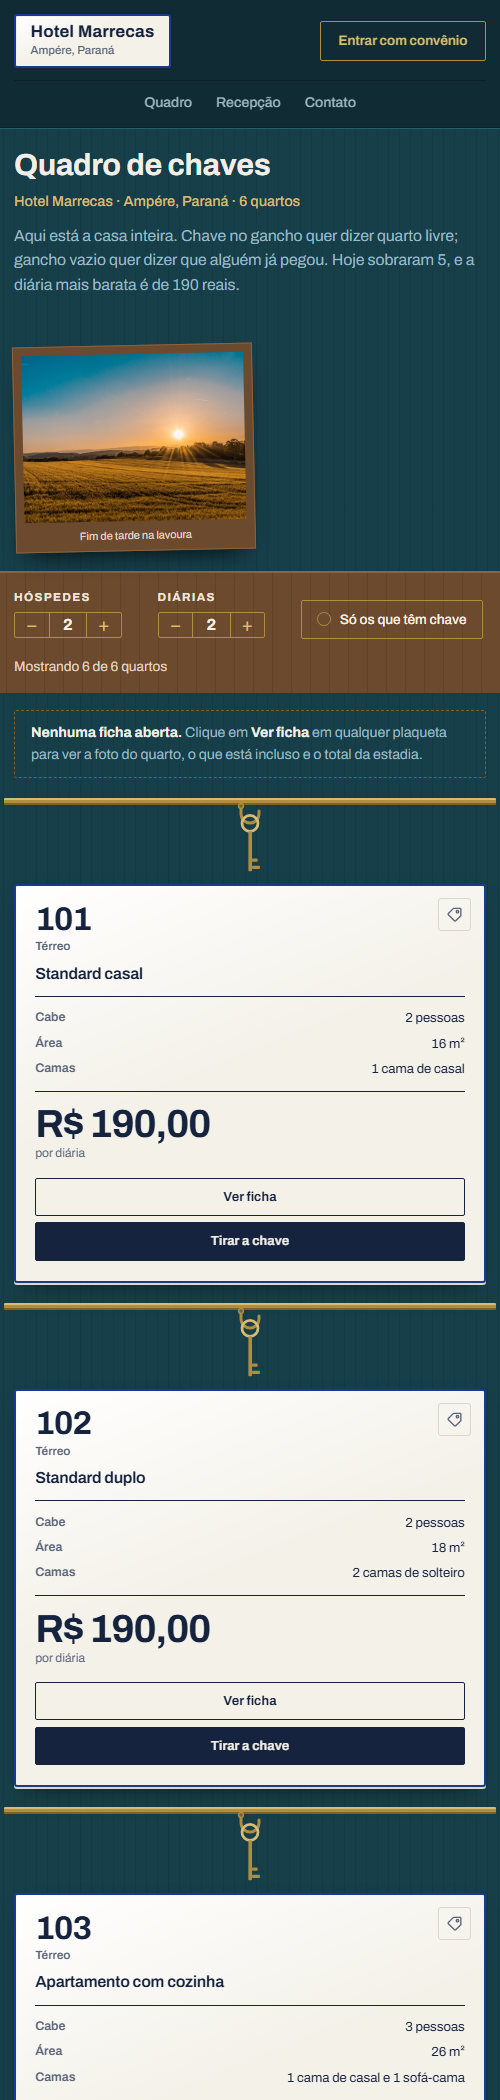 Hotel Marrecas
Ampére, Paraná
Entrar com convênio
Quadro
Recepção
Contato
Quadro de chaves
Hotel Marrecas · Ampére, Paraná · 6 quartos
Aqui está a casa inteira. Chave no gancho quer dizer quarto livre;
gancho vazio quer dizer que alguém já pegou. Hoje sobraram 5, e a
diária mais barata é de 190 reais.
Fim de tarde na lavoura
HÓSPEDES
− 2 +
DIÁRIAS
− 2 +
Só os que têm chave
Mostrando 6 de 6 quartos
Nenhuma ficha aberta. Clique em Ver ficha em qualquer plaqueta
para ver a foto do quarto, o que está incluso e o total da estadia.
101
Térreo
Standard casal
Cabe 2 pessoas
Área 16 m²
Camas 1 cama de casal
R$ 190,00
por diária
Ver ficha
Tirar a chave
102
Térreo
Standard duplo
Cabe 2 pessoas
Área 18 m²
Camas 2 camas de solteiro
R$ 190,00
por diária
Ver ficha
Tirar a chave
103
Térreo
Apartamento com cozinha
Cabe 3 pessoas
Área 26 m²
Camas 1 cama de casal e 1 sofá-cama